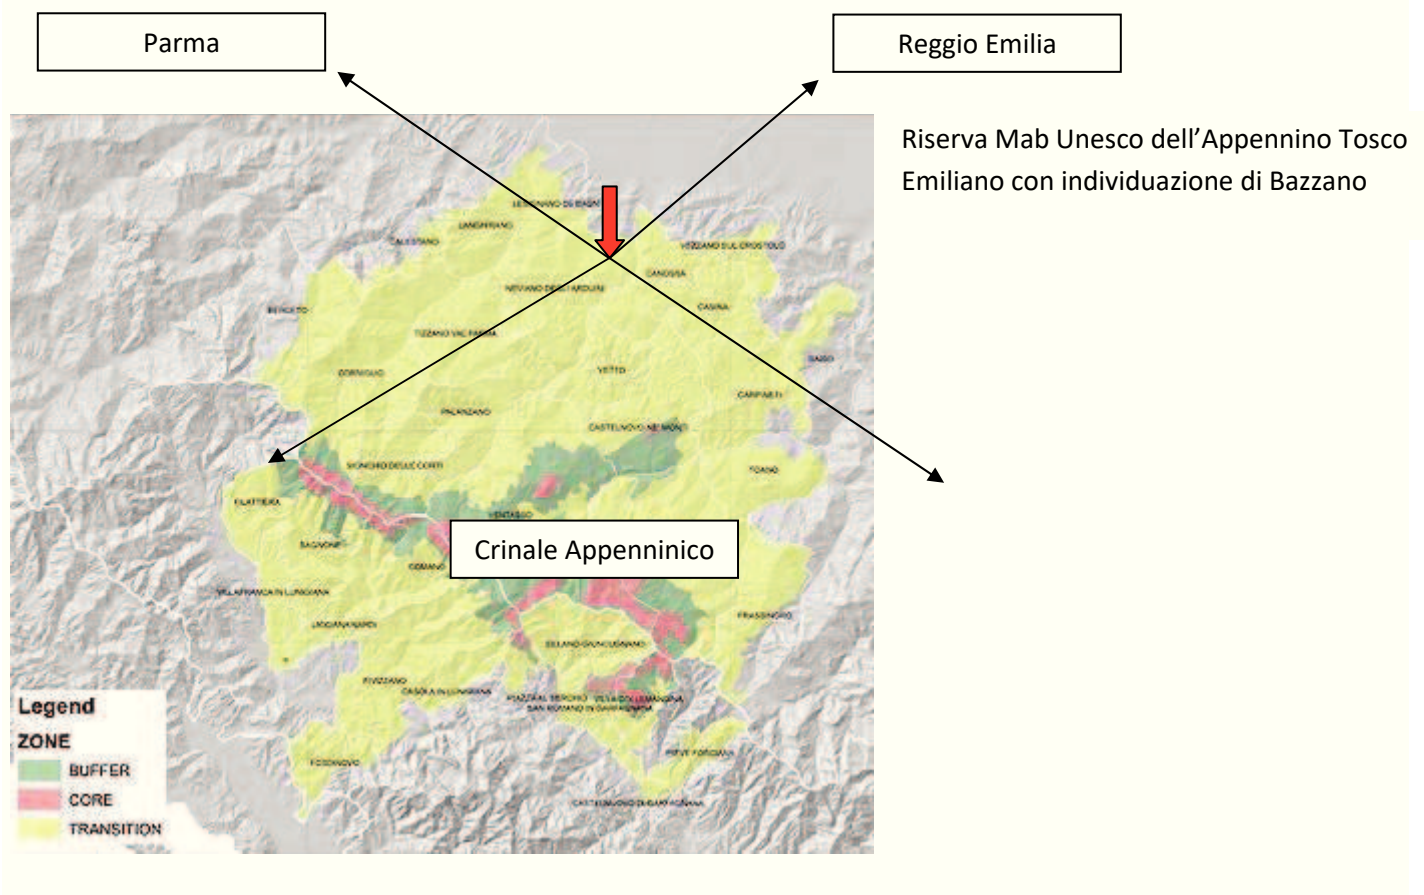 Parma
Reggio Emilia
Riserva Mab Unesco dell’Appennino Tosco
Emiliano con individuazione di Bazzano
LANGHIRANO
CALESTANO
VEZZANO SUL CROSTOLO
CANOSSA
NEVIANO DEGLI ARDUINI
CASINA
BERCETO
TIZZANO VAL PARMA
BAISO
CORNIGLIO
VETTO
CARPINETI
PALANZANO
CASTELNOVO NE' MONTI
MONCHIO DELLE CORTI
TOANO
FILATTIERA
VENTASSO
BAGNONE
Crinale Appenninico
COMANO
VILLAFRANCA IN LUNIGIANA
FRASSINORO
LICCIANA NARDI
SILLANO GIUNCUGNANO
FIVIZZANO
CASOLA IN LUNIGIANA
PIAZZA AL SERCHIO
VILLA COLLEMANDINA
SAN ROMANO IN GARFAGNANA
Legend
ZONE
PIEVE FOSCIANA
FOSDINOVO
BUFFER
CORE
CASTELNUOVO DI GARFAGNANA
TRANSITION